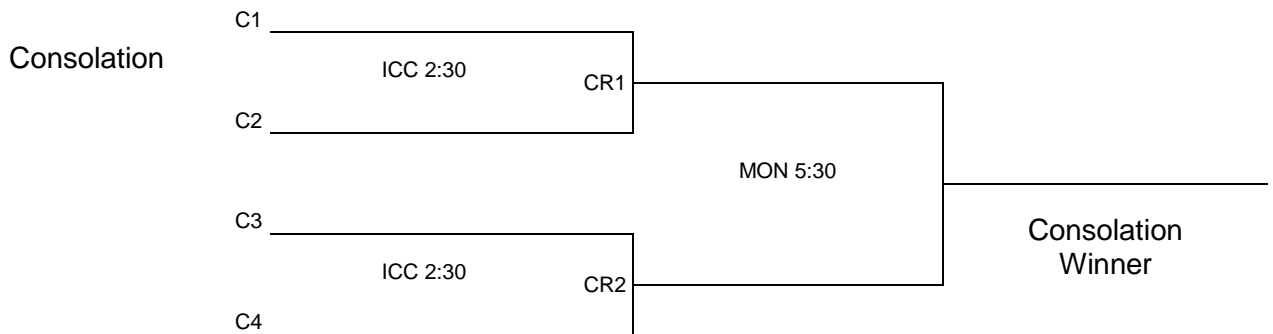 C1
Consolation
ICC 2:30
CR1
C2
MON 5:30
C3
Consolation
Winner
ICC 2:30
CR2
C4